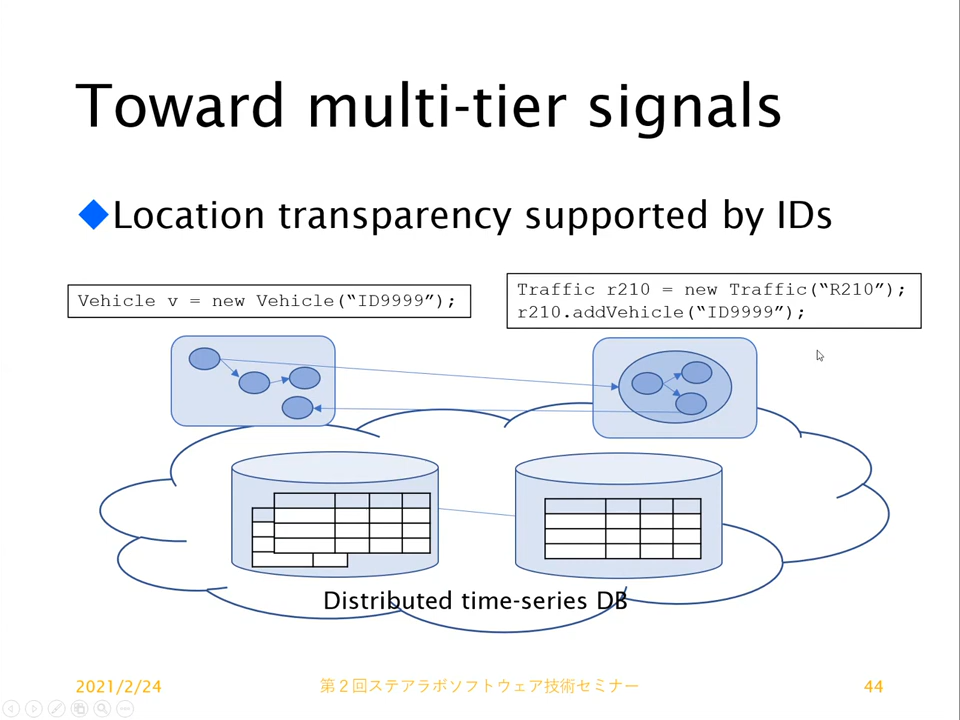 Toward multi-tier signals
Location transparency supported by IDs
Vehicle v = new Vehicle(“ID9999”);
Traffic r210 = new Traffic(“R210”);
r210.addVehicle(“ID9999”);
Distributed time-series DB
2021/2/24
第２回ステアラボソフトウェア技術セミナー
44